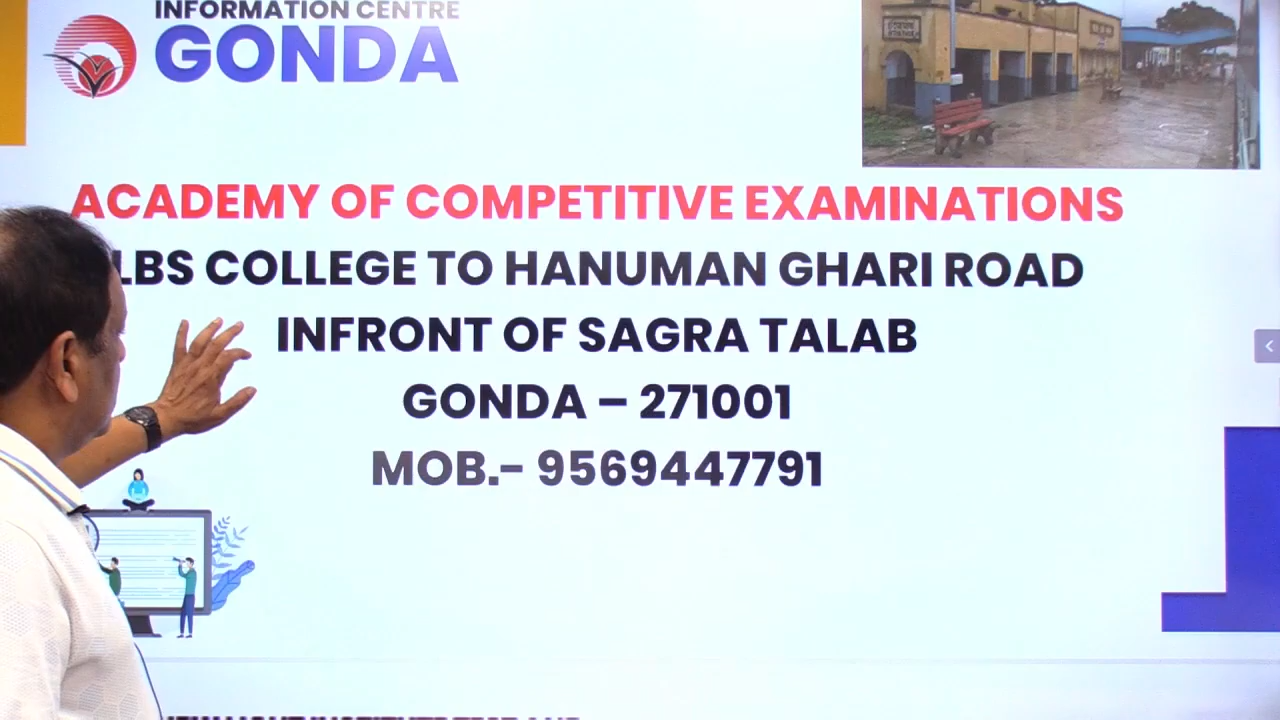 INFORMATION CENTRE
GONDA
ACADEMY OF COMPETITIVE EXAMINATIONS
LBS COLLEGE TO HANUMAN GHARI ROAD
INFRONT OF SAGRA TALAB
GONDA – 271001
MOB.- 9569447791